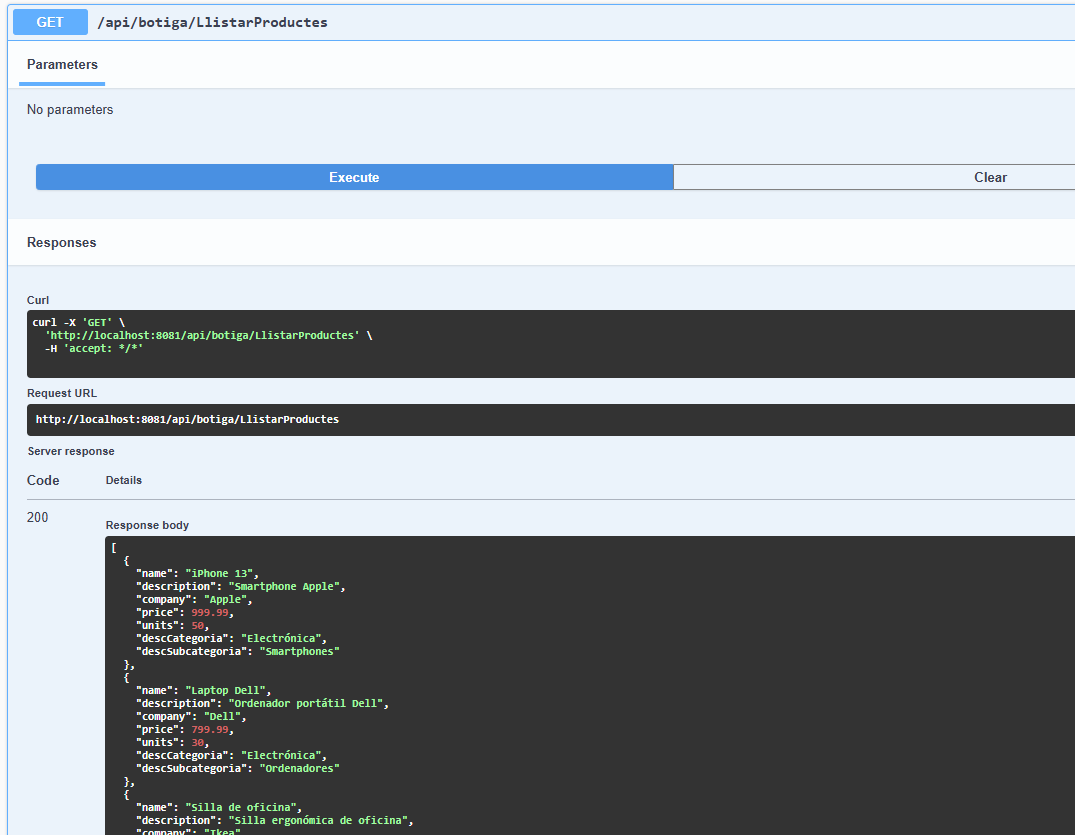 GET /api/botiga/LlistarProductes
Parameters
No parameters
Execute Clear
Responses
Curl
curl -X 'GET' \
'http://localhost:8081/api/botiga/LlistarProductes' \
-H 'accept: */*'
Request URL
http://localhost:8081/api/botiga/LlistarProductes
Server response
Code Details
200
Response body
[
{
"name": "iPhone 13",
"description": "Smartphone Apple",
"company": "Apple",
"price": 999.99,
"units": 50,
"descCategoria": "Electrónica",
"descSubcategoria": "Smartphones"
},
{
"name": "Laptop Dell",
"description": "Ordenador portátil Dell",
"company": "Dell",
"price": 799.99,
"units": 30,
"descCategoria": "Electrónica",
"descSubcategoria": "Ordenadores"
},
{
"name": "Silla de oficina",
"description": "Silla ergonómica de oficina",
"company": "Ikea"